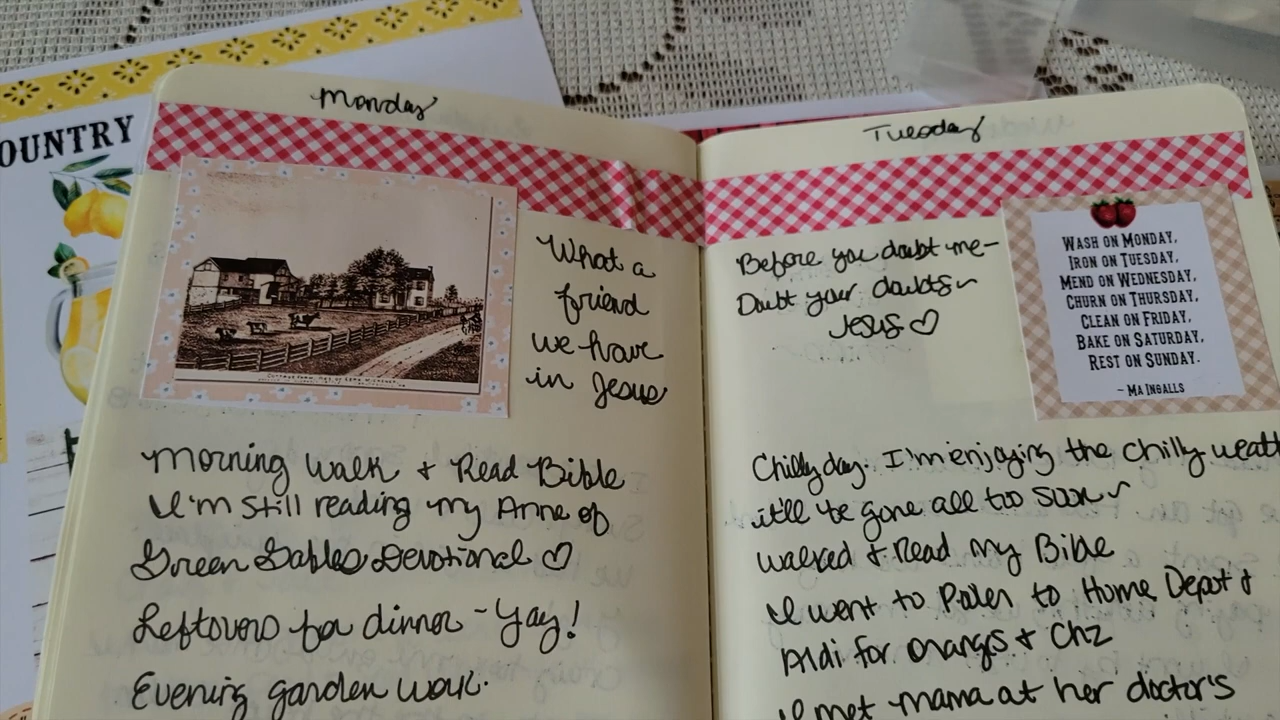 OUNTRY
Monday
What a
friend
we have
in Jesus
Morning walk & Read Bible
I'm still reading my Anne of
Green Gables Devotional ♡
Leftovers for dinner - Yay!
Evening garden walk.
Tuesday
Before you doubt me-
Doubt your doubts~
Jesus ♡
WASH ON MONDAY,
IRON ON TUESDAY,
MEND ON WEDNESDAY,
CHURN ON THURSDAY,
CLEAN ON FRIDAY,
BAKE ON SATURDAY,
REST ON SUNDAY.
~ MA INGALLS
Chilly day. I'm enjoying the chilly weath
it'll be gone all too soon~
walked & Read my Bible
I went to to Home Depot &
Aldi for oranges & Chz
I met mama at her doctor's